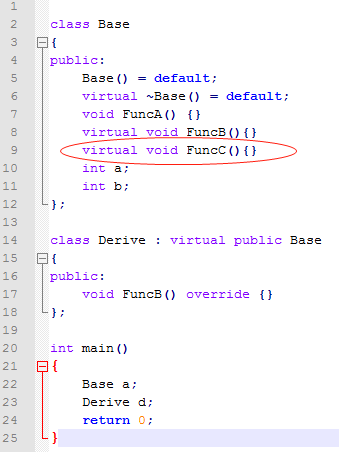 1
2 class Base
3 {
4 public:
5 Base() = default;
6 virtual ~Base() = default;
7 void FuncA() {}
8 virtual void FuncB(){}
9 virtual void FuncC(){}
10 int a;
11 int b;
12 };
13
14 class Derive : virtual public Base
15 {
16 public:
17 void FuncB() override {}
18 };
19
20 int main()
21 {
22 Base a;
23 Derive d;
24 return 0;
25 }